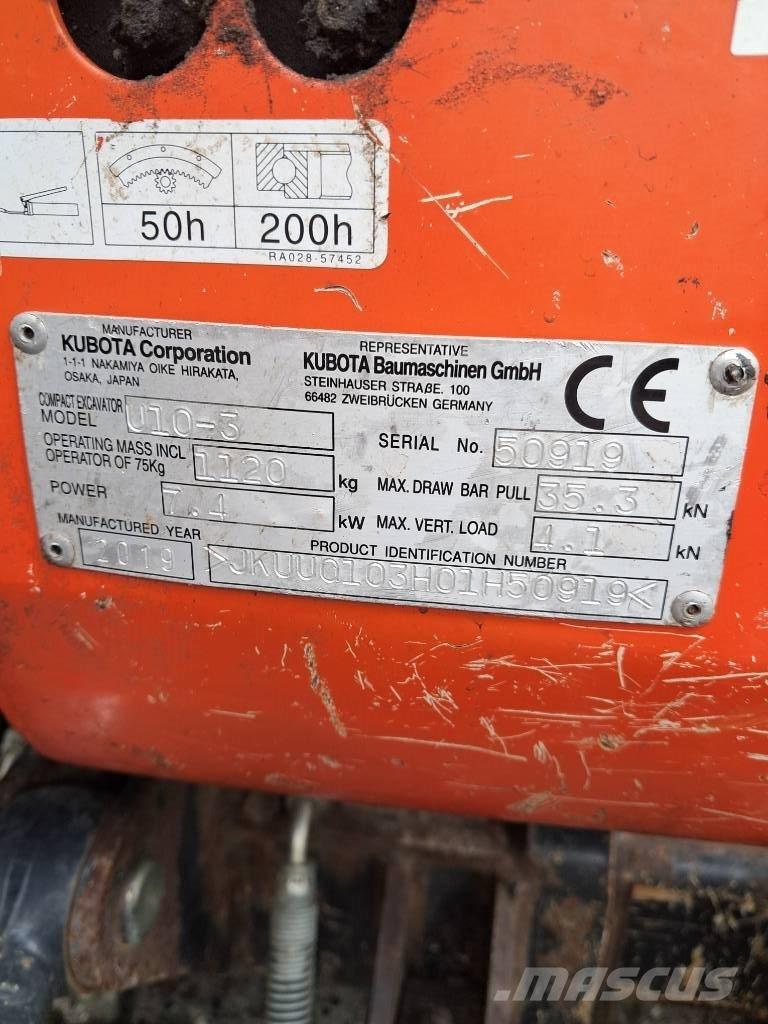 50h 200h
RA028-57452
MANUFACTURER
KUBOTA Corporation
1-1-1 NAKAMIYA OIKE HIRAKATA,
OSAKA, JAPAN
REPRESENTATIVE
KUBOTA Baumaschinen GmbH
STEINHAUSER STRAßE. 100
66482 ZWEIBRÜCKEN GERMANY
CE
COMPACT EXCAVATOR
MODEL U10-3
SERIAL No. 50919
OPERATING MASS INCL
OPERATOR OF 75Kg 1120 kg
MAX. DRAW BAR PULL 35.3 kN
POWER 7.4 kW
MAX. VERT. LOAD 4.1 kN
MANUFACTURED YEAR
2019
PRODUCT IDENTIFICATION NUMBER
>JKUU0103H01H50919<
MASCUS